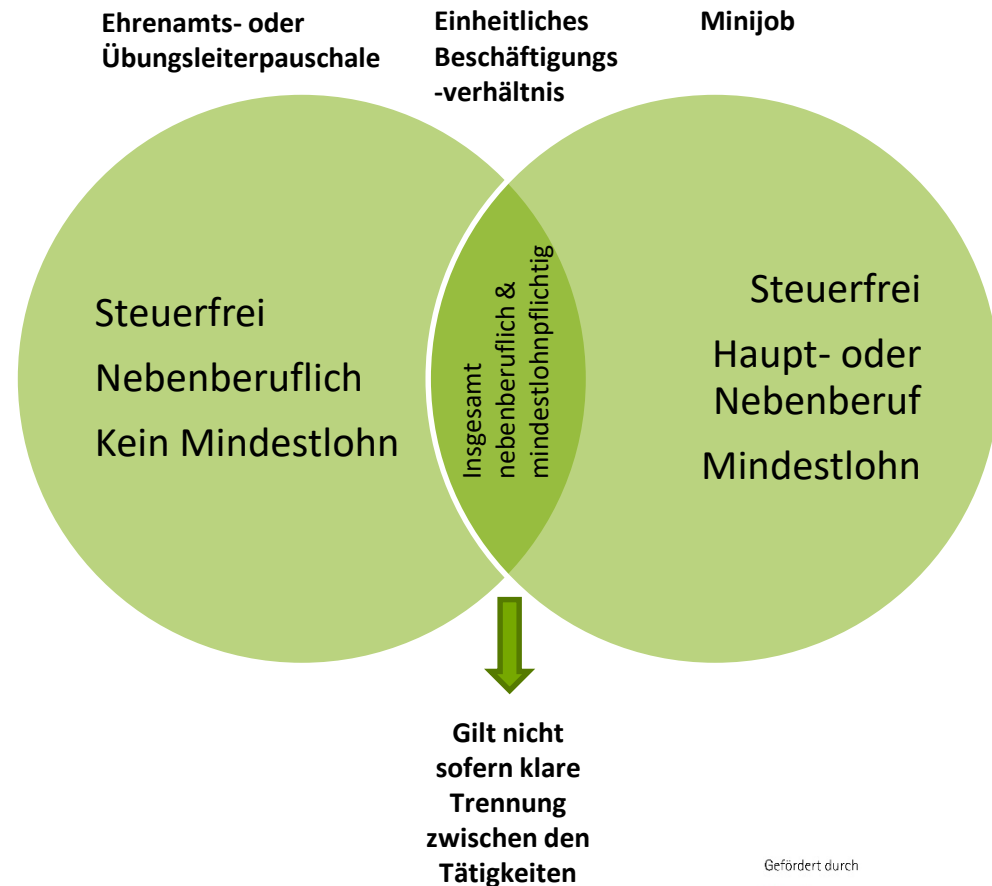 Ehrenamts- oder
Übungsleiterpauschale
Einheitliches
Beschäftigungs
-verhältnis
Minijob
Steuerfrei
Nebenberuflich
Kein Mindestlohn
Insgesamt
nebenberuflich &
mindestlohnpflichtig
Steuerfrei
Haupt- oder
Nebenberuf
Mindestlohn
Gilt nicht
sofern klare
Trennung
zwischen den
Tätigkeiten
Gefördert durch